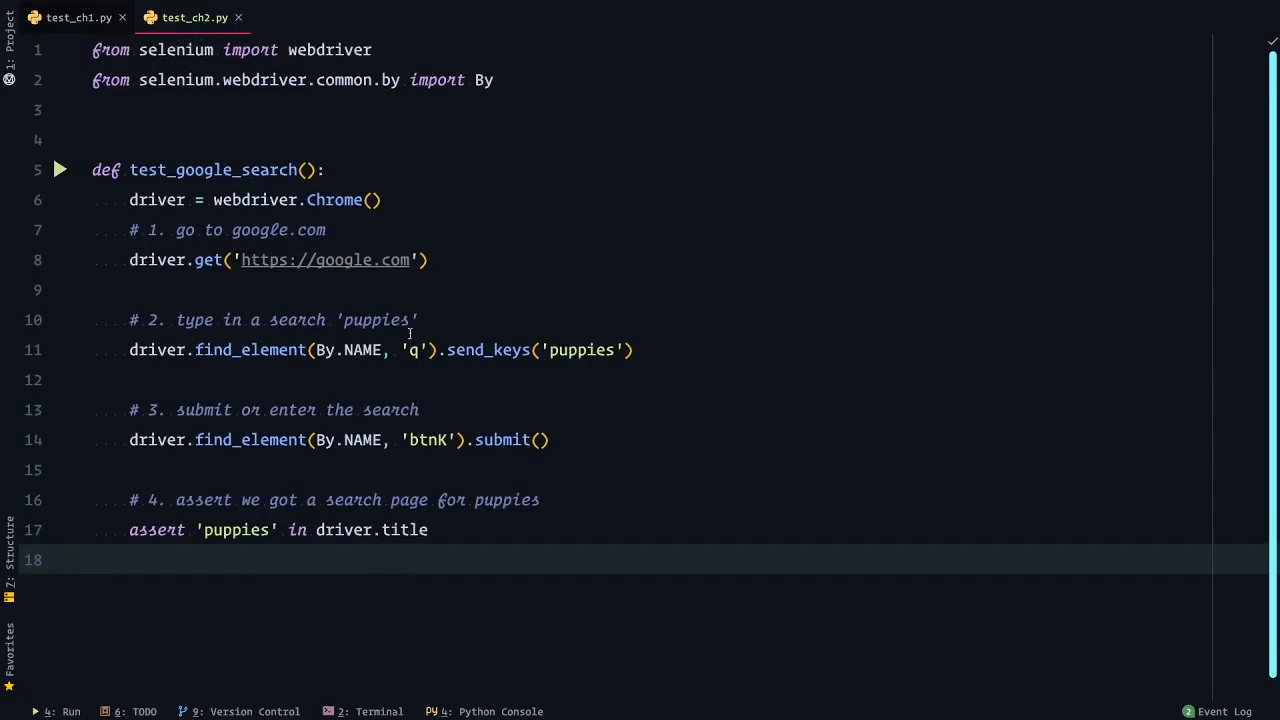 test_ch1.py
test_ch2.py
1: Project
1 from selenium import webdriver
2 from selenium.webdriver.common.by import By
3
4
5 def test_google_search():
6 driver = webdriver.Chrome()
7 # 1. go to google.com
8 driver.get('https://google.com')
9
10 # 2. type in a search 'puppies'
11 driver.find_element(By.NAME, 'q').send_keys('puppies')
12
13 # 3. submit or enter the search
14 driver.find_element(By.NAME, 'btnK').submit()
15
16 # 4. assert we got a search page for puppies
17 assert 'puppies' in driver.title
18
7: Structure
Favorites
4: Run
6: TODO
9: Version Control
2: Terminal
4: Python Console
2 Event Log